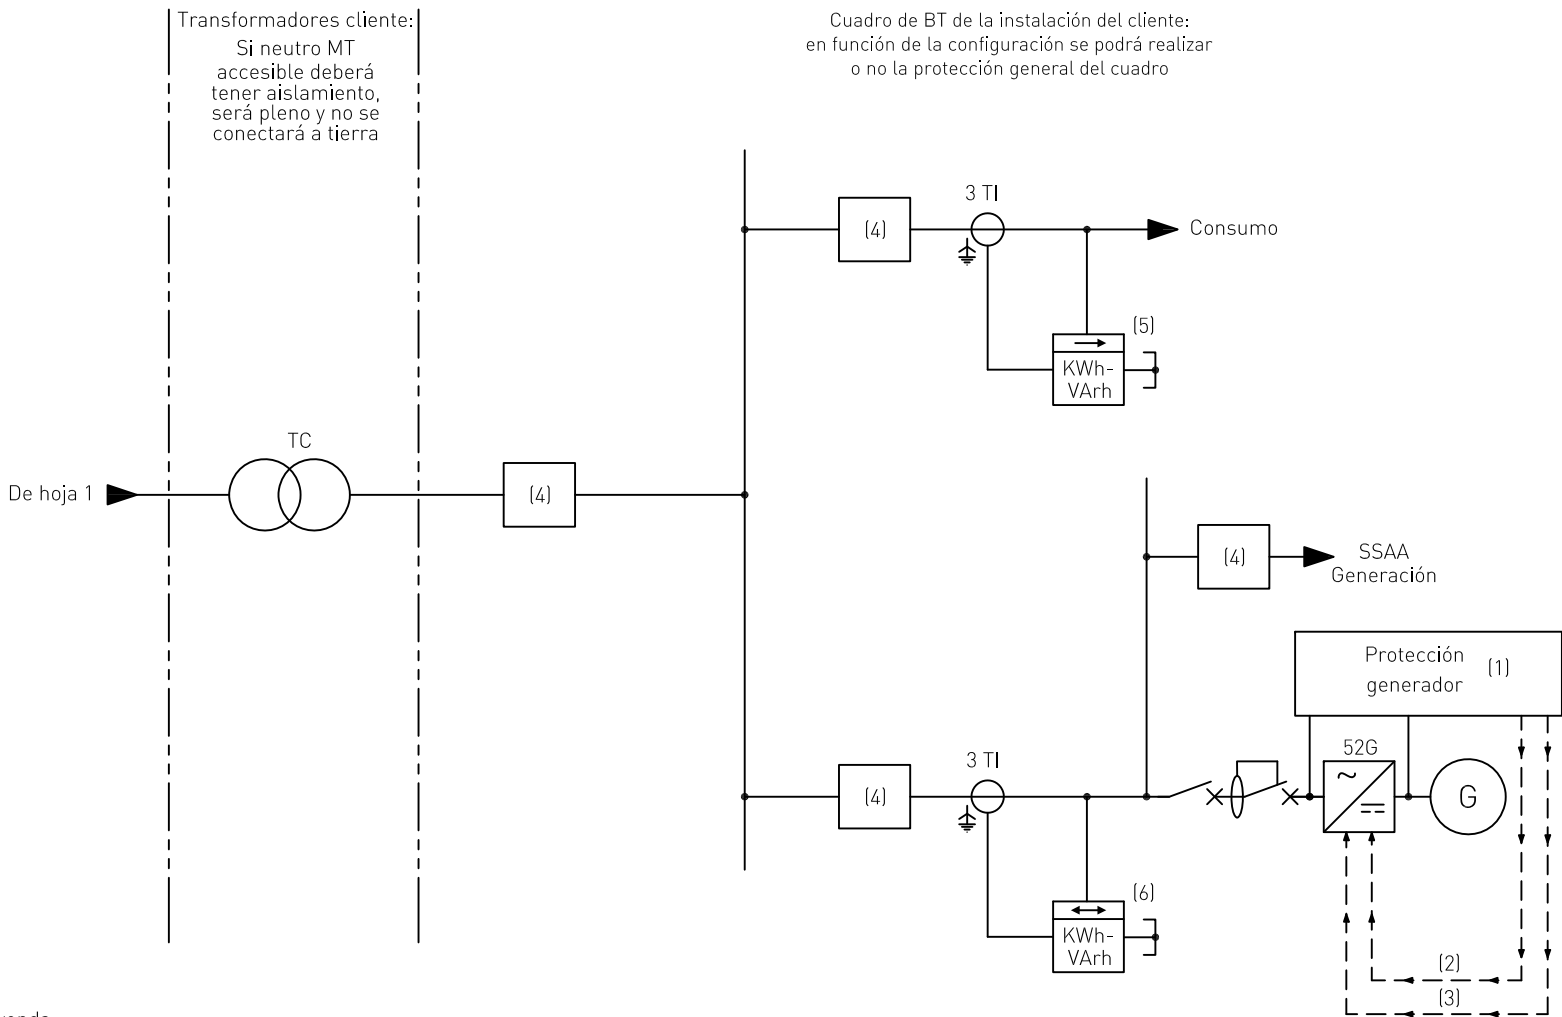 Transformadores cliente:
Si neutro MT
accesible deberá
tener aislamiento,
será pleno y no se
conectará a tierra
Cuadro de BT de la instalación del cliente:
en función de la configuración se podrá realizar
o no la protección general del cuadro
3 TI
(4)
Consumo
(5)
KWh-
VArh
TC
De hoja 1
(4)
(4)
SSAA
Generación
Protección
generador
(1)
52G
3 TI
(4)
G
(6)
KWh-
VArh
(2)
(3)